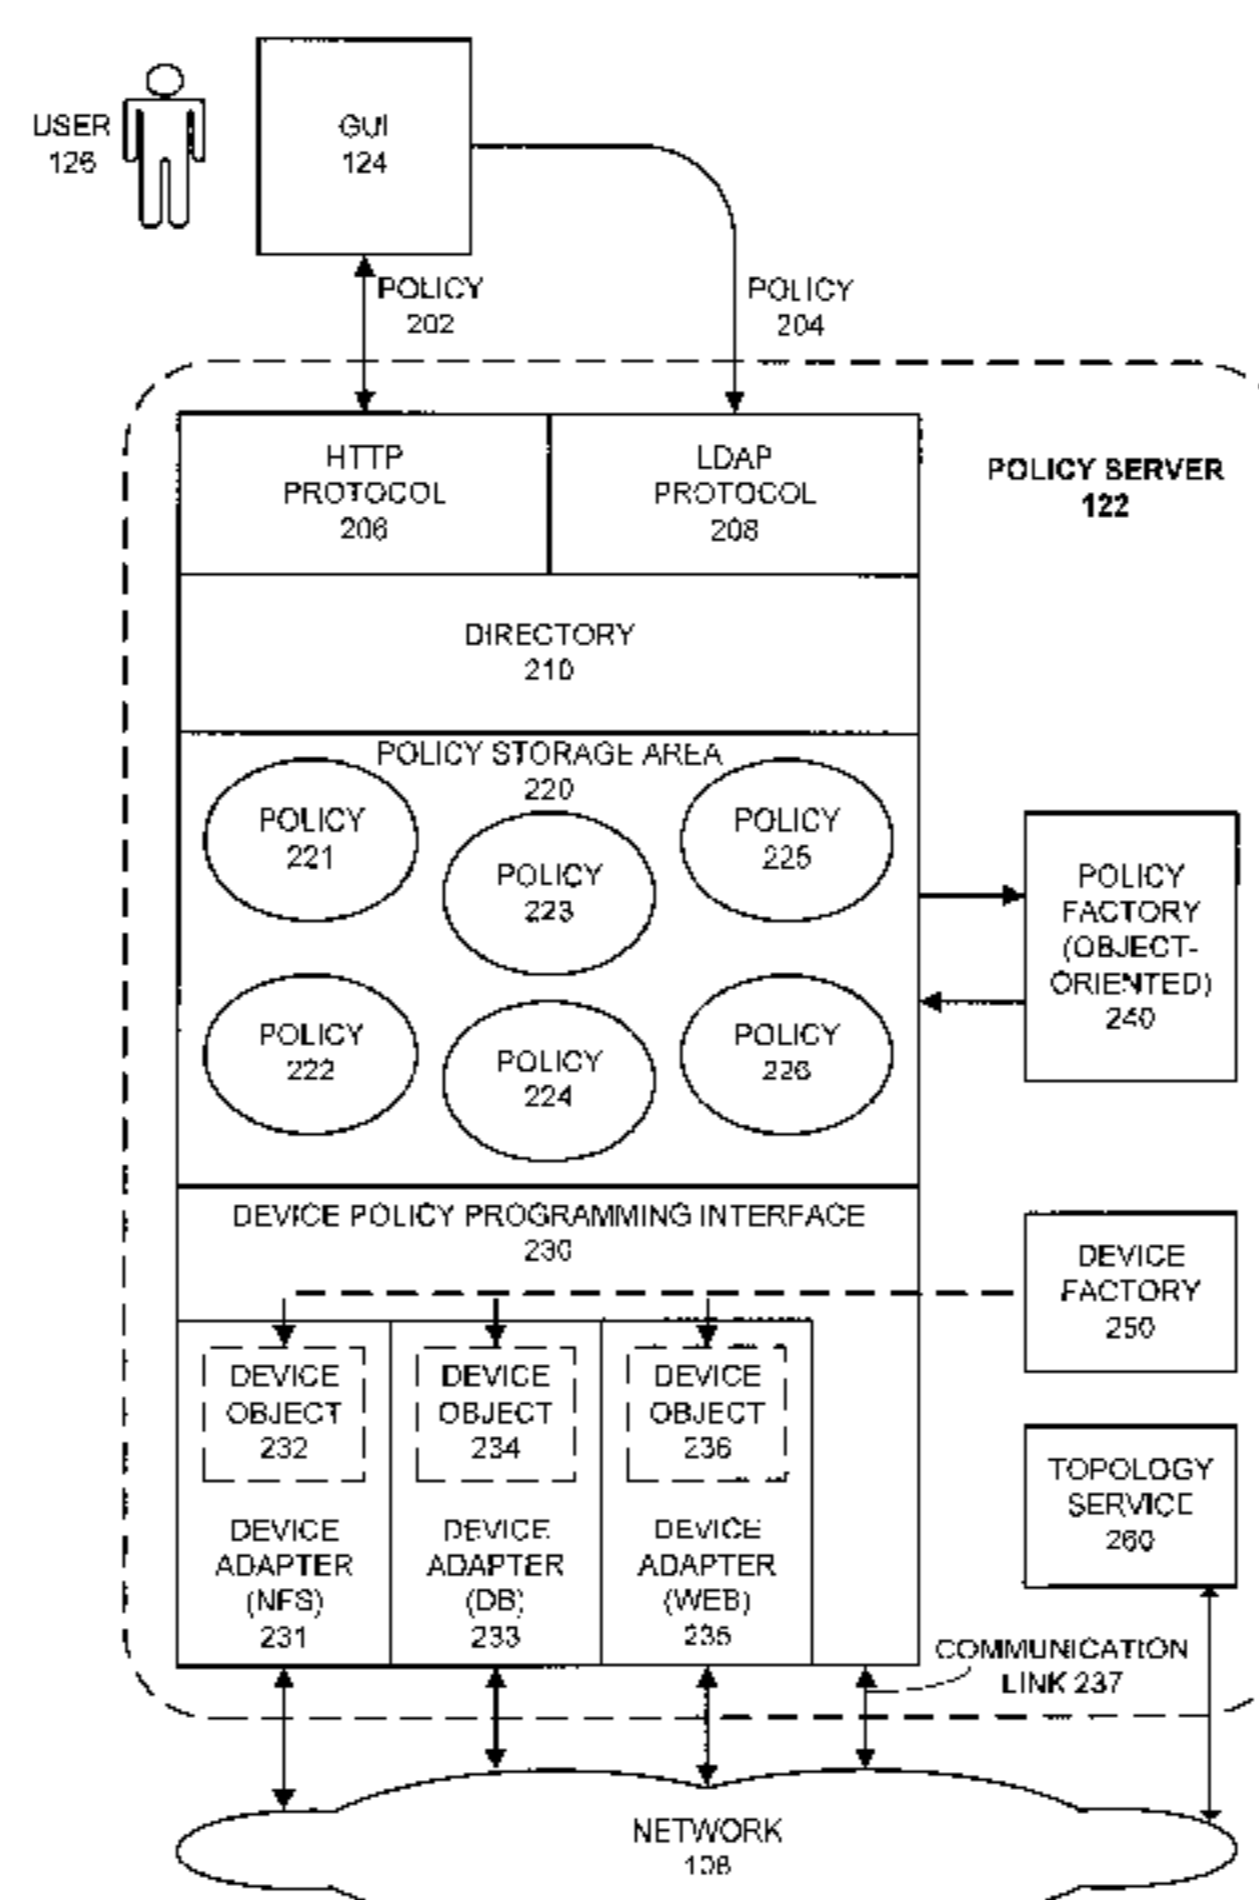 USER
126
GUI
124
POLICY
202
POLICY
204
HTTP
PROTOCOL
206
LDAP
PROTOCOL
208
POLICY SERVER
122
DIRECTORY
210
POLICY STORAGE AREA
220
POLICY
221
POLICY
223
POLICY
225
POLICY
222
POLICY
224
POLICY
226
POLICY
FACTORY
(OBJECT-
ORIENTED)
240
DEVICE POLICY PROGRAMMING INTERFACE
230
DEVICE
FACTORY
250
DEVICE
OBJECT
232
DEVICE
OBJECT
234
DEVICE
OBJECT
236
DEVICE
ADAPTER
(NFS)
231
DEVICE
ADAPTER
(DB)
233
DEVICE
ADAPTER
(WEB)
235
TOPOLOGY
SERVICE
260
COMMUNICATION
LINK 237
NETWORK
108